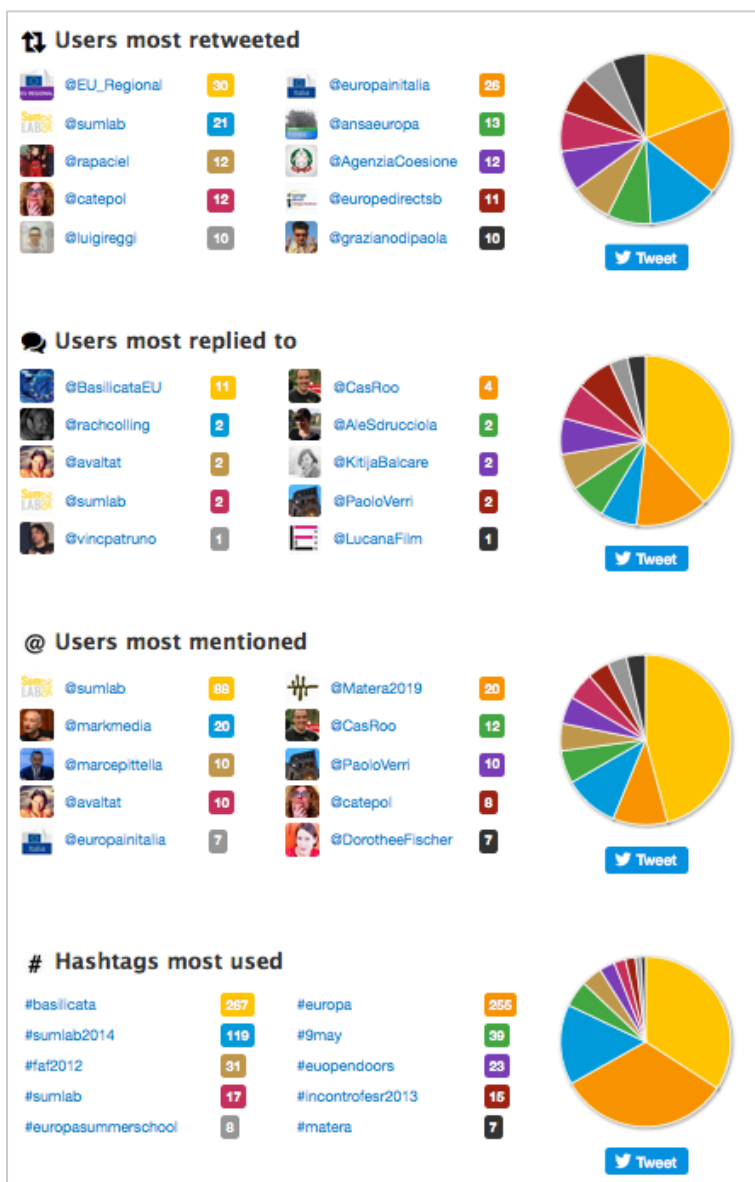 Users most retweeted
@EU_Regional 30 @europainitalia 26
@sumlab 21 @ansaeuropa 13
@rapaciel 12 @AgenziaCoesione 12
@catepol 12 @europedirectsb 11
@luigireggi 10 @grazianodipaola 10
Tweet
Users most replied to
@BasilicataEU 11 @CasRoo 4
@rachcolling 2 @AleSdrucciola 2
@avaltat 2 @KitijaBalcare 2
@sumlab 2 @PaoloVerri 2
@vincpatruno 1 @LucanaFilm 1
Tweet
@ Users most mentioned
@sumlab 88 @Matera2019 20
@markmedia 20 @CasRoo 12
@marcepittella 10 @PaoloVerri 10
@avaltat 10 @catepol 8
@europainitalia 7 @DorotheeFischer 7
Tweet
# Hashtags most used
#basilicata 267 #europa 255
#sumlab2014 119 #9may 39
#faf2012 31 #euopendoors 23
#sumlab 17 #incontrofesr2013 15
#europasummerschool 8 #matera 7
Tweet